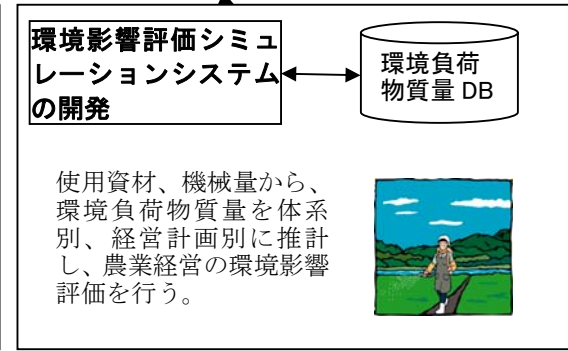 環境影響評価シミュ
レーションシステム
の開発
環境負荷
物質量 DB
使用資材、機械量から、
環境負荷物質量を体系
別、経営計画別に推計
し、農業経営の環境影響
評価を行う。